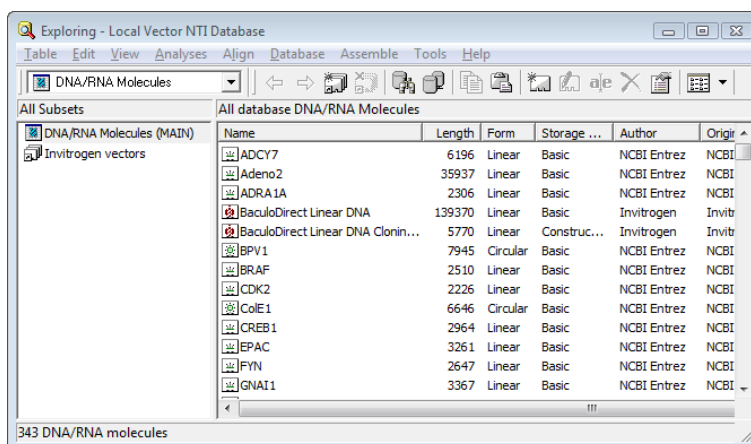 Exploring - Local Vector NTI Database
Table Edit View Analyses Align Database Assemble Tools Help
DNA/RNA Molecules
a|e
All Subsets All database DNA/RNA Molecules
DNA/RNA Molecules (MAIN)
Invitrogen vectors
Name Length Form Storage ... Author Origin
ADCY7 6196 Linear Basic NCBI Entrez NCBI
Adeno2 35937 Linear Basic NCBI Entrez NCBI
ADRA1A 2306 Linear Basic NCBI Entrez NCBI
BaculoDirect Linear DNA 139370 Linear Basic Invitrogen Invitr
BaculoDirect Linear DNA Clonin... 5770 Linear Construc... Invitrogen Invitr
BPV1 7945 Circular Basic NCBI Entrez NCBI
BRAF 2510 Linear Basic NCBI Entrez NCBI
CDK2 2226 Linear Basic NCBI Entrez NCBI
ColE1 6646 Circular Basic NCBI Entrez NCBI
CREB1 2964 Linear Basic NCBI Entrez NCBI
EPAC 3261 Linear Basic NCBI Entrez NCBI
FYN 2647 Linear Basic NCBI Entrez NCBI
GNAI1 3367 Linear Basic NCBI Entrez NCBI
343 DNA/RNA molecules